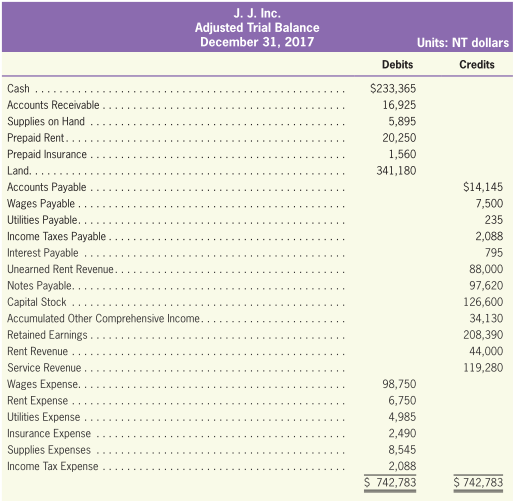 J. J. Inc.
Adjusted Trial Balance
December 31, 2017 Units: NT dollars
Debits Credits
Cash $233,365
Accounts Receivable 16,925
Supplies on Hand 5,895
Prepaid Rent 20,250
Prepaid Insurance 1,560
Land 341,180
Accounts Payable $14,145
Wages Payable 7,500
Utilities Payable 235
Income Taxes Payable 2,088
Interest Payable 795
Unearned Rent Revenue 88,000
Notes Payable 97,620
Capital Stock 126,600
Accumulated Other Comprehensive Income 34,130
Retained Earnings 208,390
Rent Revenue 44,000
Service Revenue 119,280
Wages Expense 98,750
Rent Expense 6,750
Utilities Expense 4,985
Insurance Expense 2,490
Supplies Expenses 8,545
Income Tax Expense 2,088
$ 742,783 $ 742,783